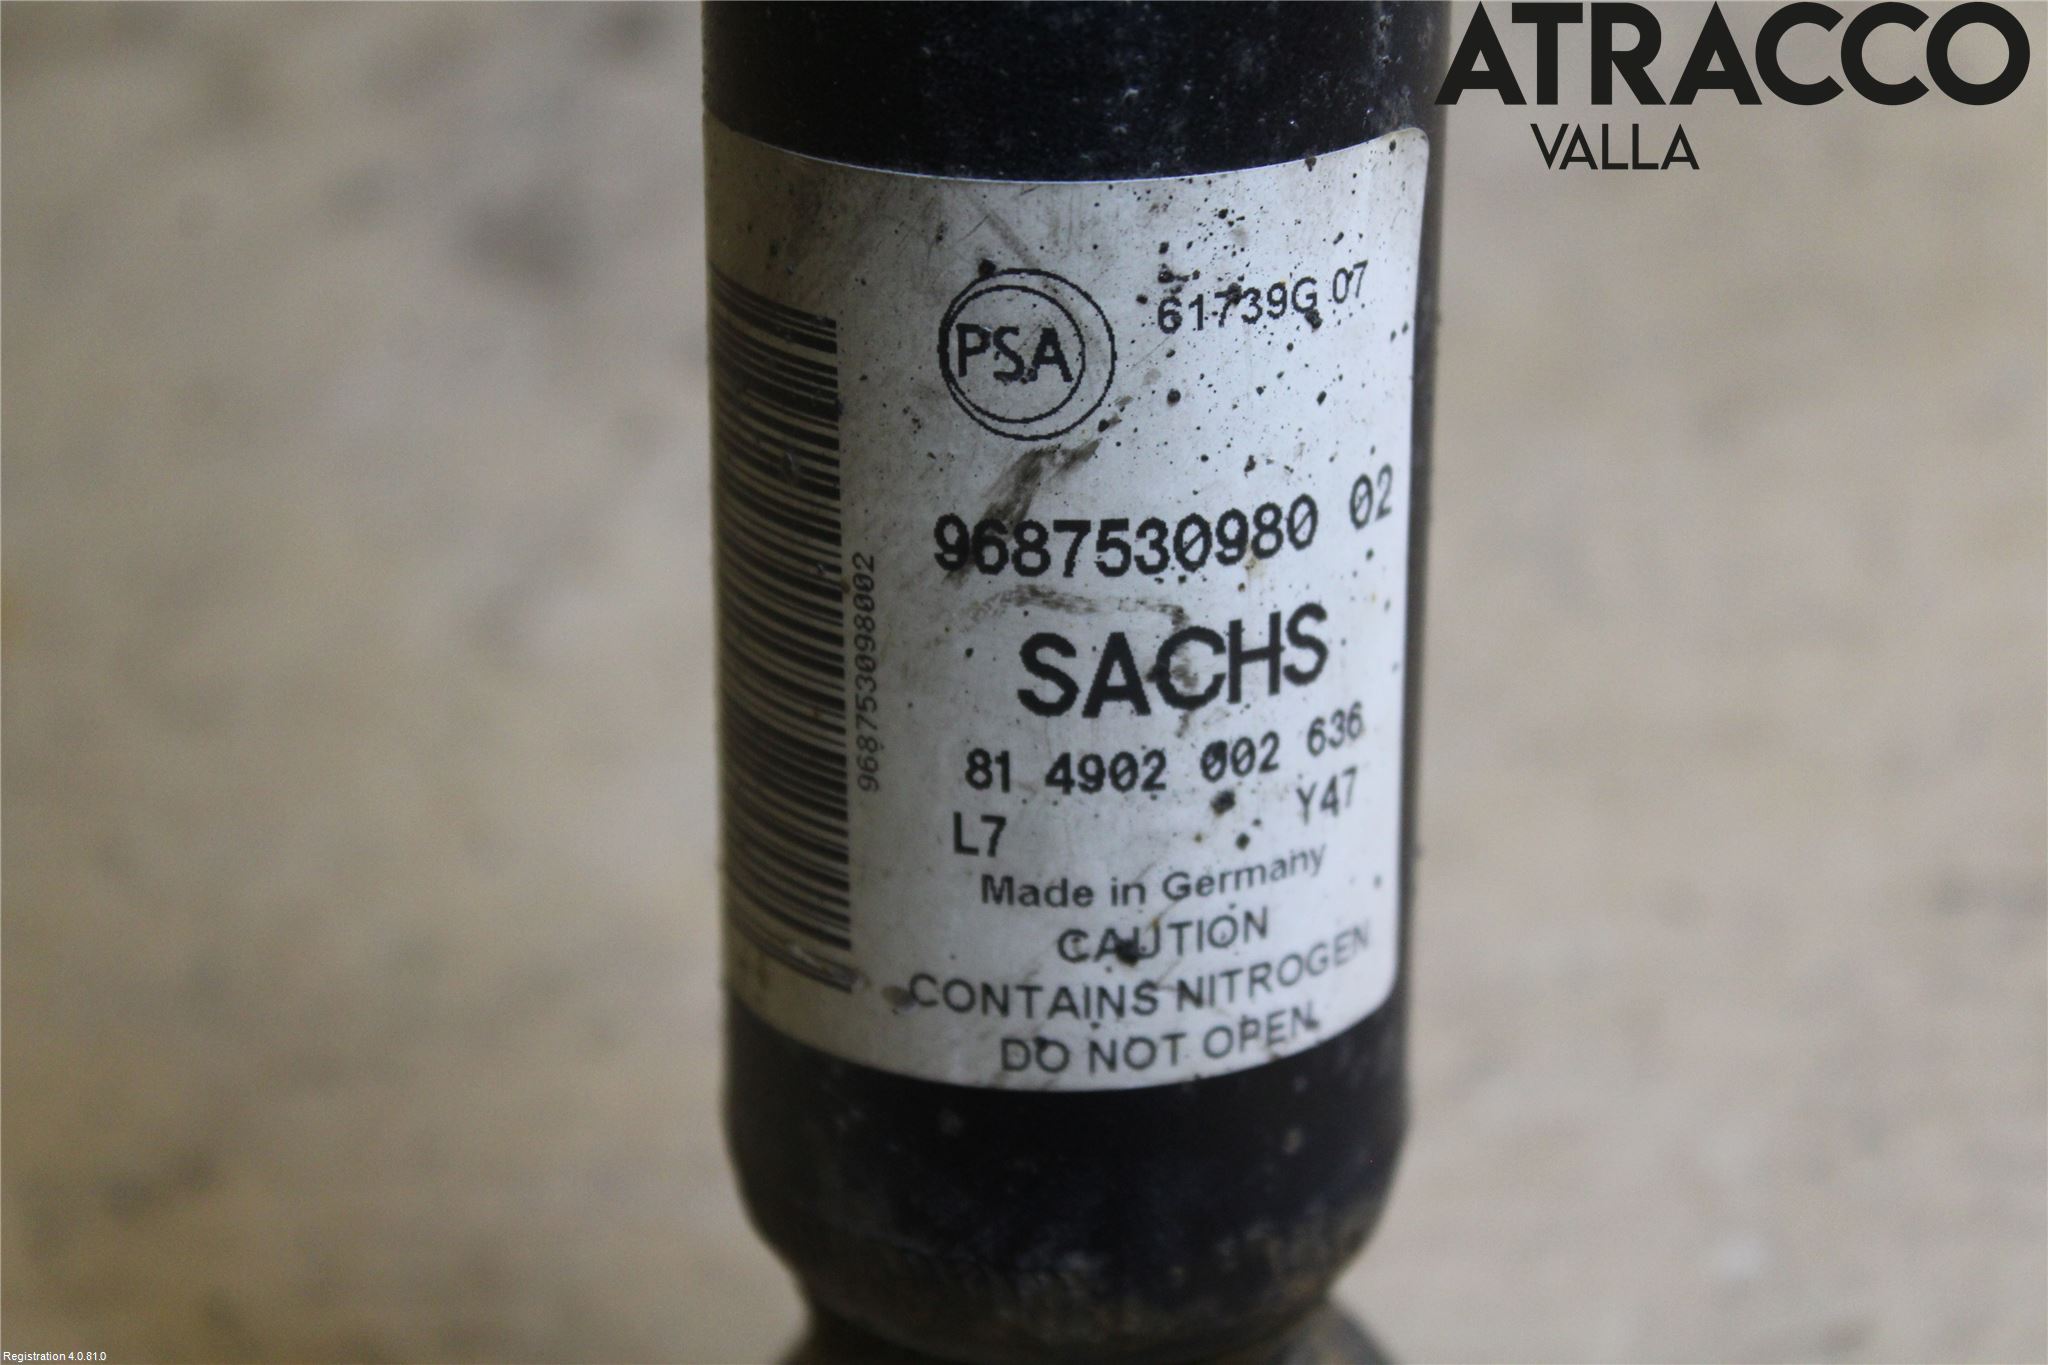 ATRACCO
VALLA
61739G 07
PSA
9687530980 02
968753098002
SACHS
81 4902 002 636
L7 Y47
Made in Germany
CAUTION
CONTAINS NITROGEN
DO NOT OPEN
Registration 4.0.81.0